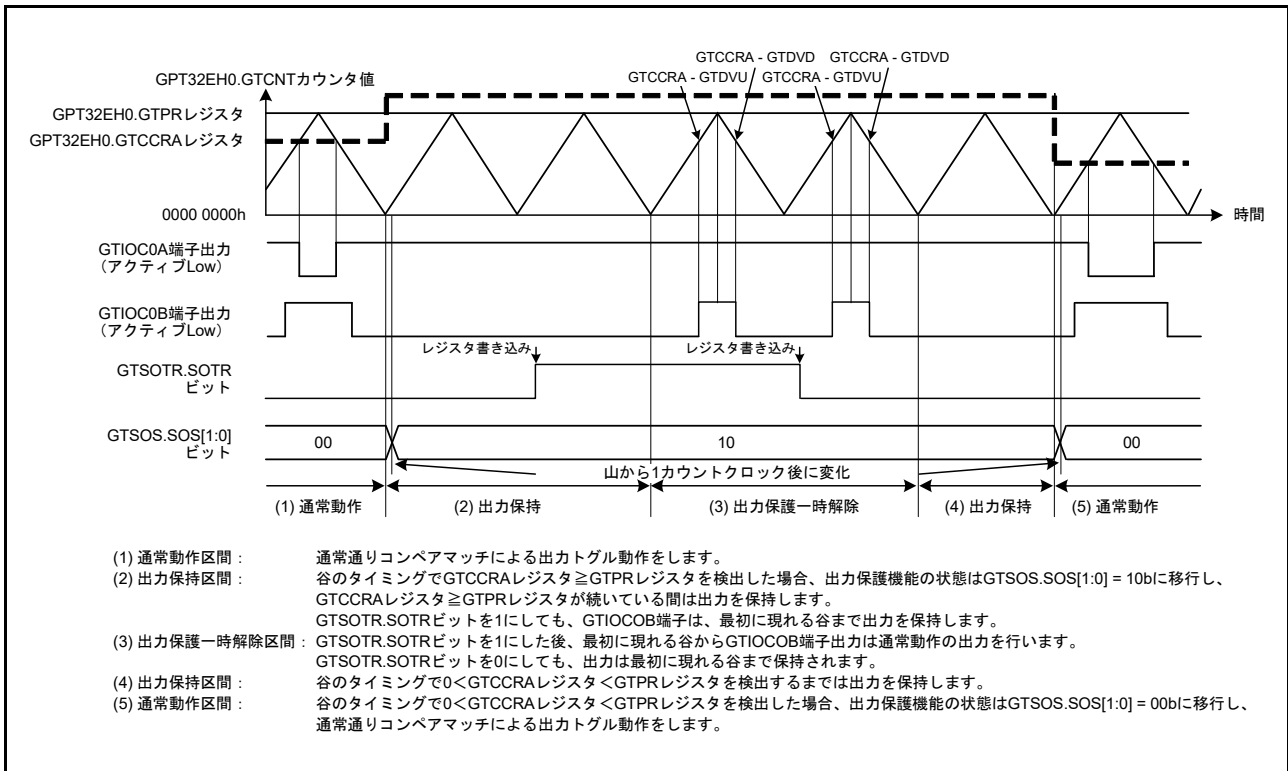 GTCCRA - GTDVD  GTCCRA - GTDVD
GPT32EH0.GTCNTカウンタ値
GTCCRA - GTDVU  GTCCRA - GTDVU
GPT32EH0.GTPRレジスタ
GPT32EH0.GTCCRAレジスタ
0000 0000h
時間
GTIOC0A端子出力
(アクティブLow)
GTIOC0B端子出力
(アクティブLow)
レジスタ書き込み  レジスタ書き込み
GTSOTR.SOTR
ビット
GTSOS.SOS[1:0]
ビット
00  10  00
山から1カウントクロック後に変化
(1) 通常動作  (2) 出力保持  (3) 出力保護一時解除  (4) 出力保持  (5) 通常動作
(1) 通常動作区間：  通常通りコンペアマッチによる出力トグル動作をします。
(2) 出力保持区間：  谷のタイミングでGTCCRAレジスタ≧GTPRレジスタを検出した場合、出力保護機能の状態はGTSOS.SOS[1:0] = 10bに移行し、
GTCCRAレジスタ≧GTPRレジスタが続いている間は出力を保持します。
GTSOTR.SOTRビットを1にしても、GTIOCOB端子は、最初に現れる谷まで出力を保持します。
(3) 出力保護一時解除区間：  GTSOTR.SOTRビットを1にした後、最初に現れる谷からGTIOCOB端子出力は通常動作の出力を行います。
GTSOTR.SOTRビットを0にしても、出力は最初に現れる谷まで保持されます。
(4) 出力保持区間：  谷のタイミングで0＜GTCCRAレジスタ＜GTPRレジスタを検出するまでは出力を保持します。
(5) 通常動作区間：  谷のタイミングで0＜GTCCRAレジスタ＜GTPRレジスタを検出した場合、出力保護機能の状態はGTSOS.SOS[1:0] = 00bに移行し、
通常通りコンペアマッチによる出力トグル動作をします。